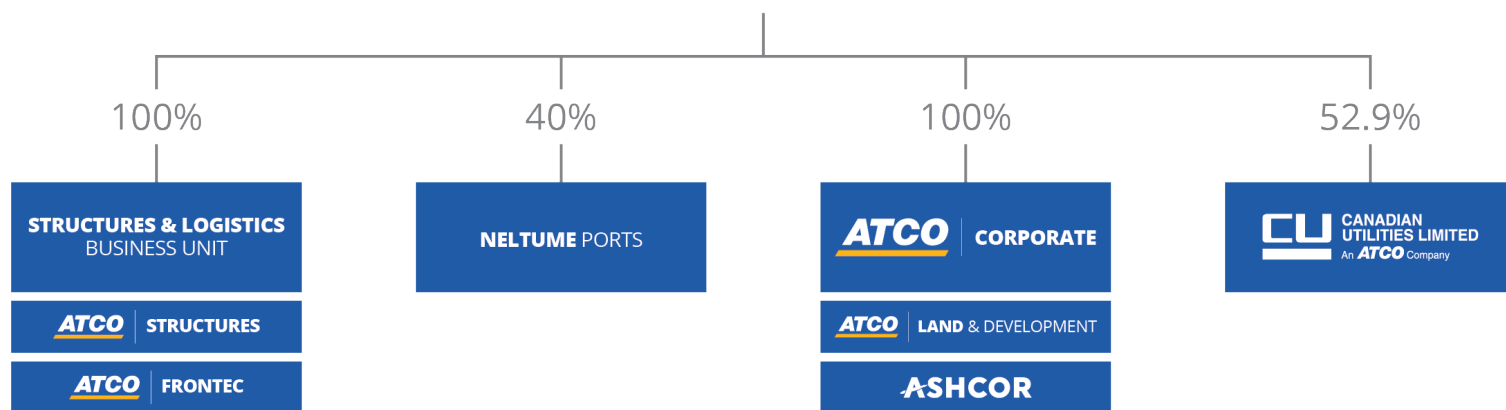 100%
40%
100%
52.9%
STRUCTURES & LOGISTICS
BUSINESS UNIT
NELTUME PORTS
ATCO CORPORATE
CU CANADIAN
UTILITIES LIMITED
An ATCO Company
ATCO STRUCTURES
ATCO LAND & DEVELOPMENT
ATCO FRONTEC
ASHCOR